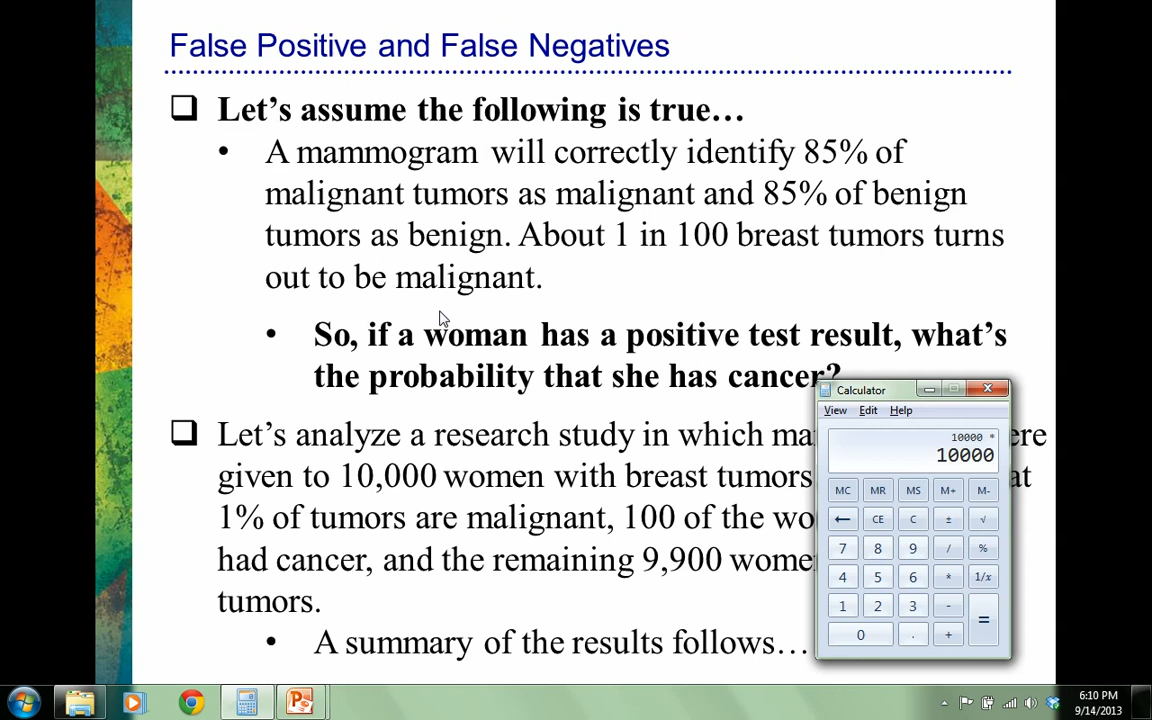 False Positive and False Negatives
Let's assume the following is true…
• A mammogram will correctly identify 85% of
malignant tumors as malignant and 85% of benign
tumors as benign. About 1 in 100 breast tumors turns
out to be malignant.
• So, if a woman has a positive test result, what's
the probability that she has cancer?
Let's analyze a research study in which ere
given to 10,000 women with breast tumors at
1% of tumors are malignant, 100 of the
had cancer, and the remaining 9,900
tumors.
• A summary of the results follows…
Calculator
View Edit Help
10000 *
10000
MC MR MS M+ M-
← CE C ± √
7 8 9 / %
4 5 6 * 1/x
1 2 3 - =
0 . +
6:10 PM
9/14/2013